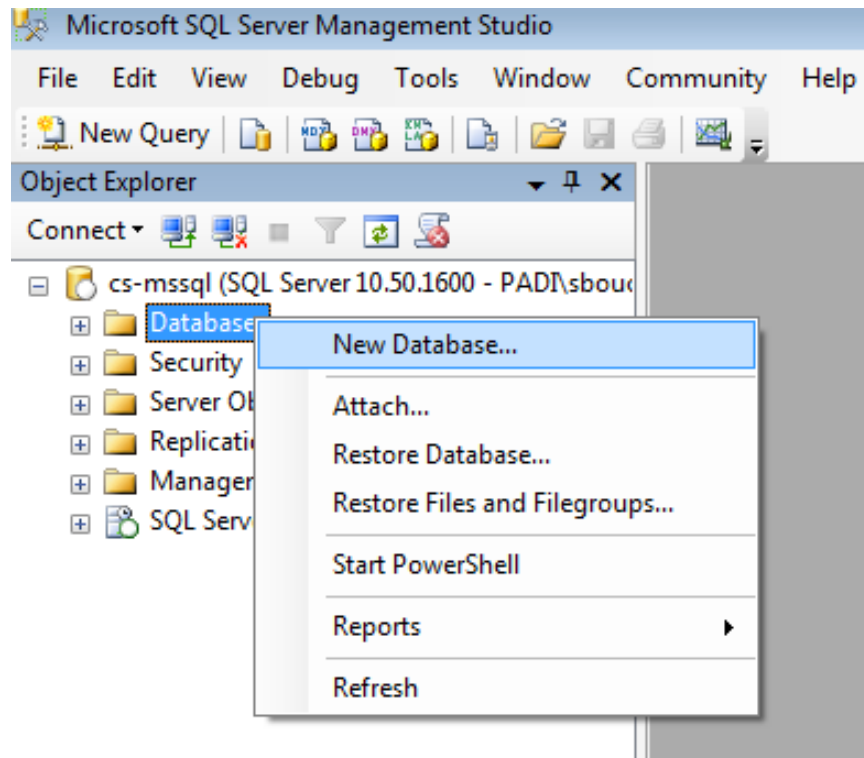 Microsoft SQL Server Management Studio
File Edit View Debug Tools Window Community Help
New Query
Object Explorer
Connect
cs-mssql (SQL Server 10.50.1600 - PADI\sbou
Database
Security
Server Ob
Replicati
Manager
SQL Serv
New Database...
Attach...
Restore Database...
Restore Files and Filegroups...
Start PowerShell
Reports
Refresh